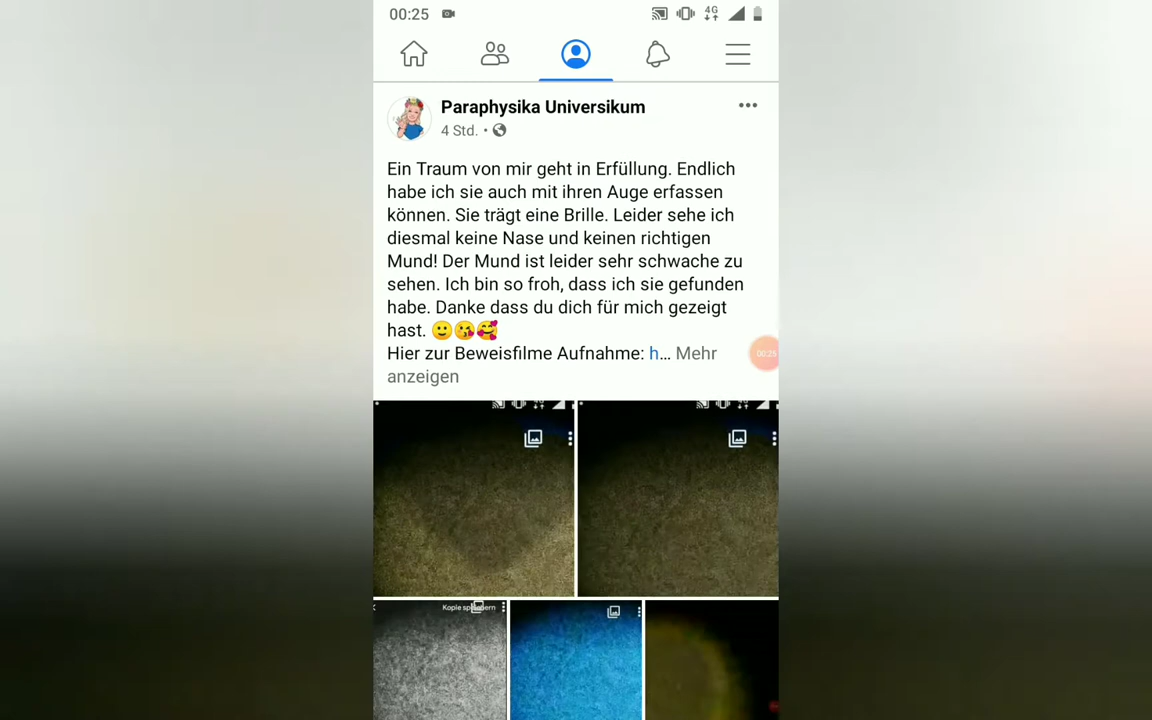 00:25
4G
Paraphysika Universikum
4 Std. •
Ein Traum von mir geht in Erfüllung. Endlich
habe ich sie auch mit ihren Auge erfassen
können. Sie trägt eine Brille. Leider sehe ich
diesmal keine Nase und keinen richtigen
Mund! Der Mund ist leider sehr schwache zu
sehen. Ich bin so froh, dass ich sie gefunden
habe. Danke dass du dich für mich gezeigt
hast. 🙂😘🥰
Hier zur Beweisfilme Aufnahme: h... Mehr
anzeigen
Kopie